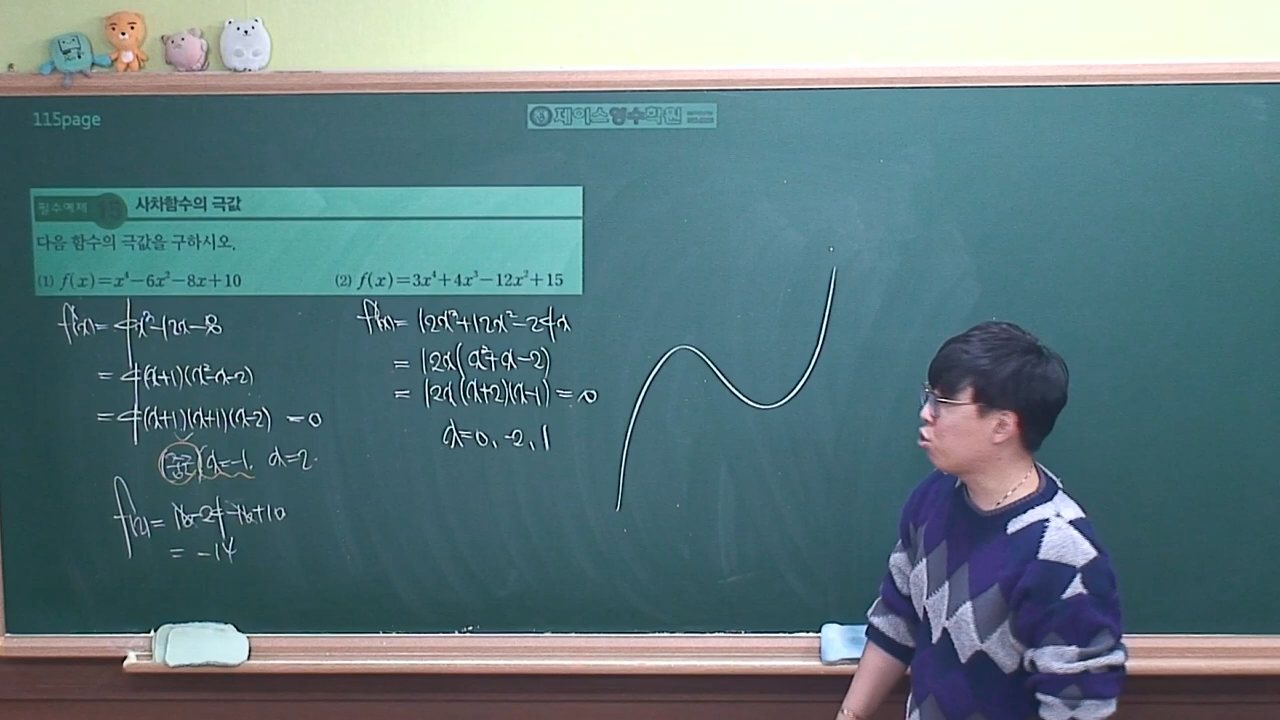 115page
제이스영수학원
필수예제 15 사차함수의 극값
다음 함수의 극값을 구하시오.
(1) f(x)=x⁴-6x²-8x+10
(2) f(x)=3x⁴+4x³-12x²+15
f'(x)= 4x³-12x-8
= 4(x+1)(x²-x-2)
= 4(x+1)(x+1)(x-2) =0
(중근) x=-1, x=2.
f(2)= 16-24-16+10
= -14
f'(x)= 12x³+12x²-24x
= 12x(x²+x-2)
= 12x(x+2)(x-1)=0
x=0, -2, 1